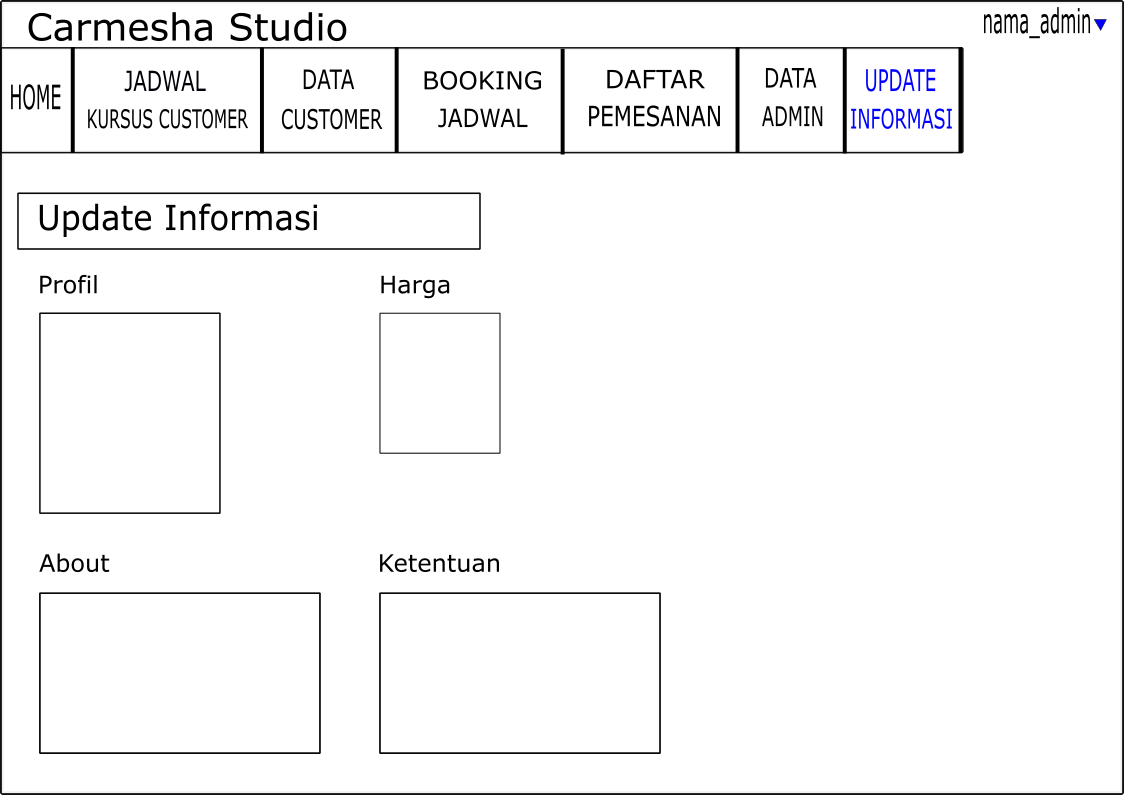 Carmesha Studio
nama_admin
HOME
JADWAL
KURSUS CUSTOMER
DATA
CUSTOMER
BOOKING
JADWAL
DAFTAR
PEMESANAN
DATA
ADMIN
UPDATE
INFORMASI
Update Informasi
Profil
Harga
About
Ketentuan